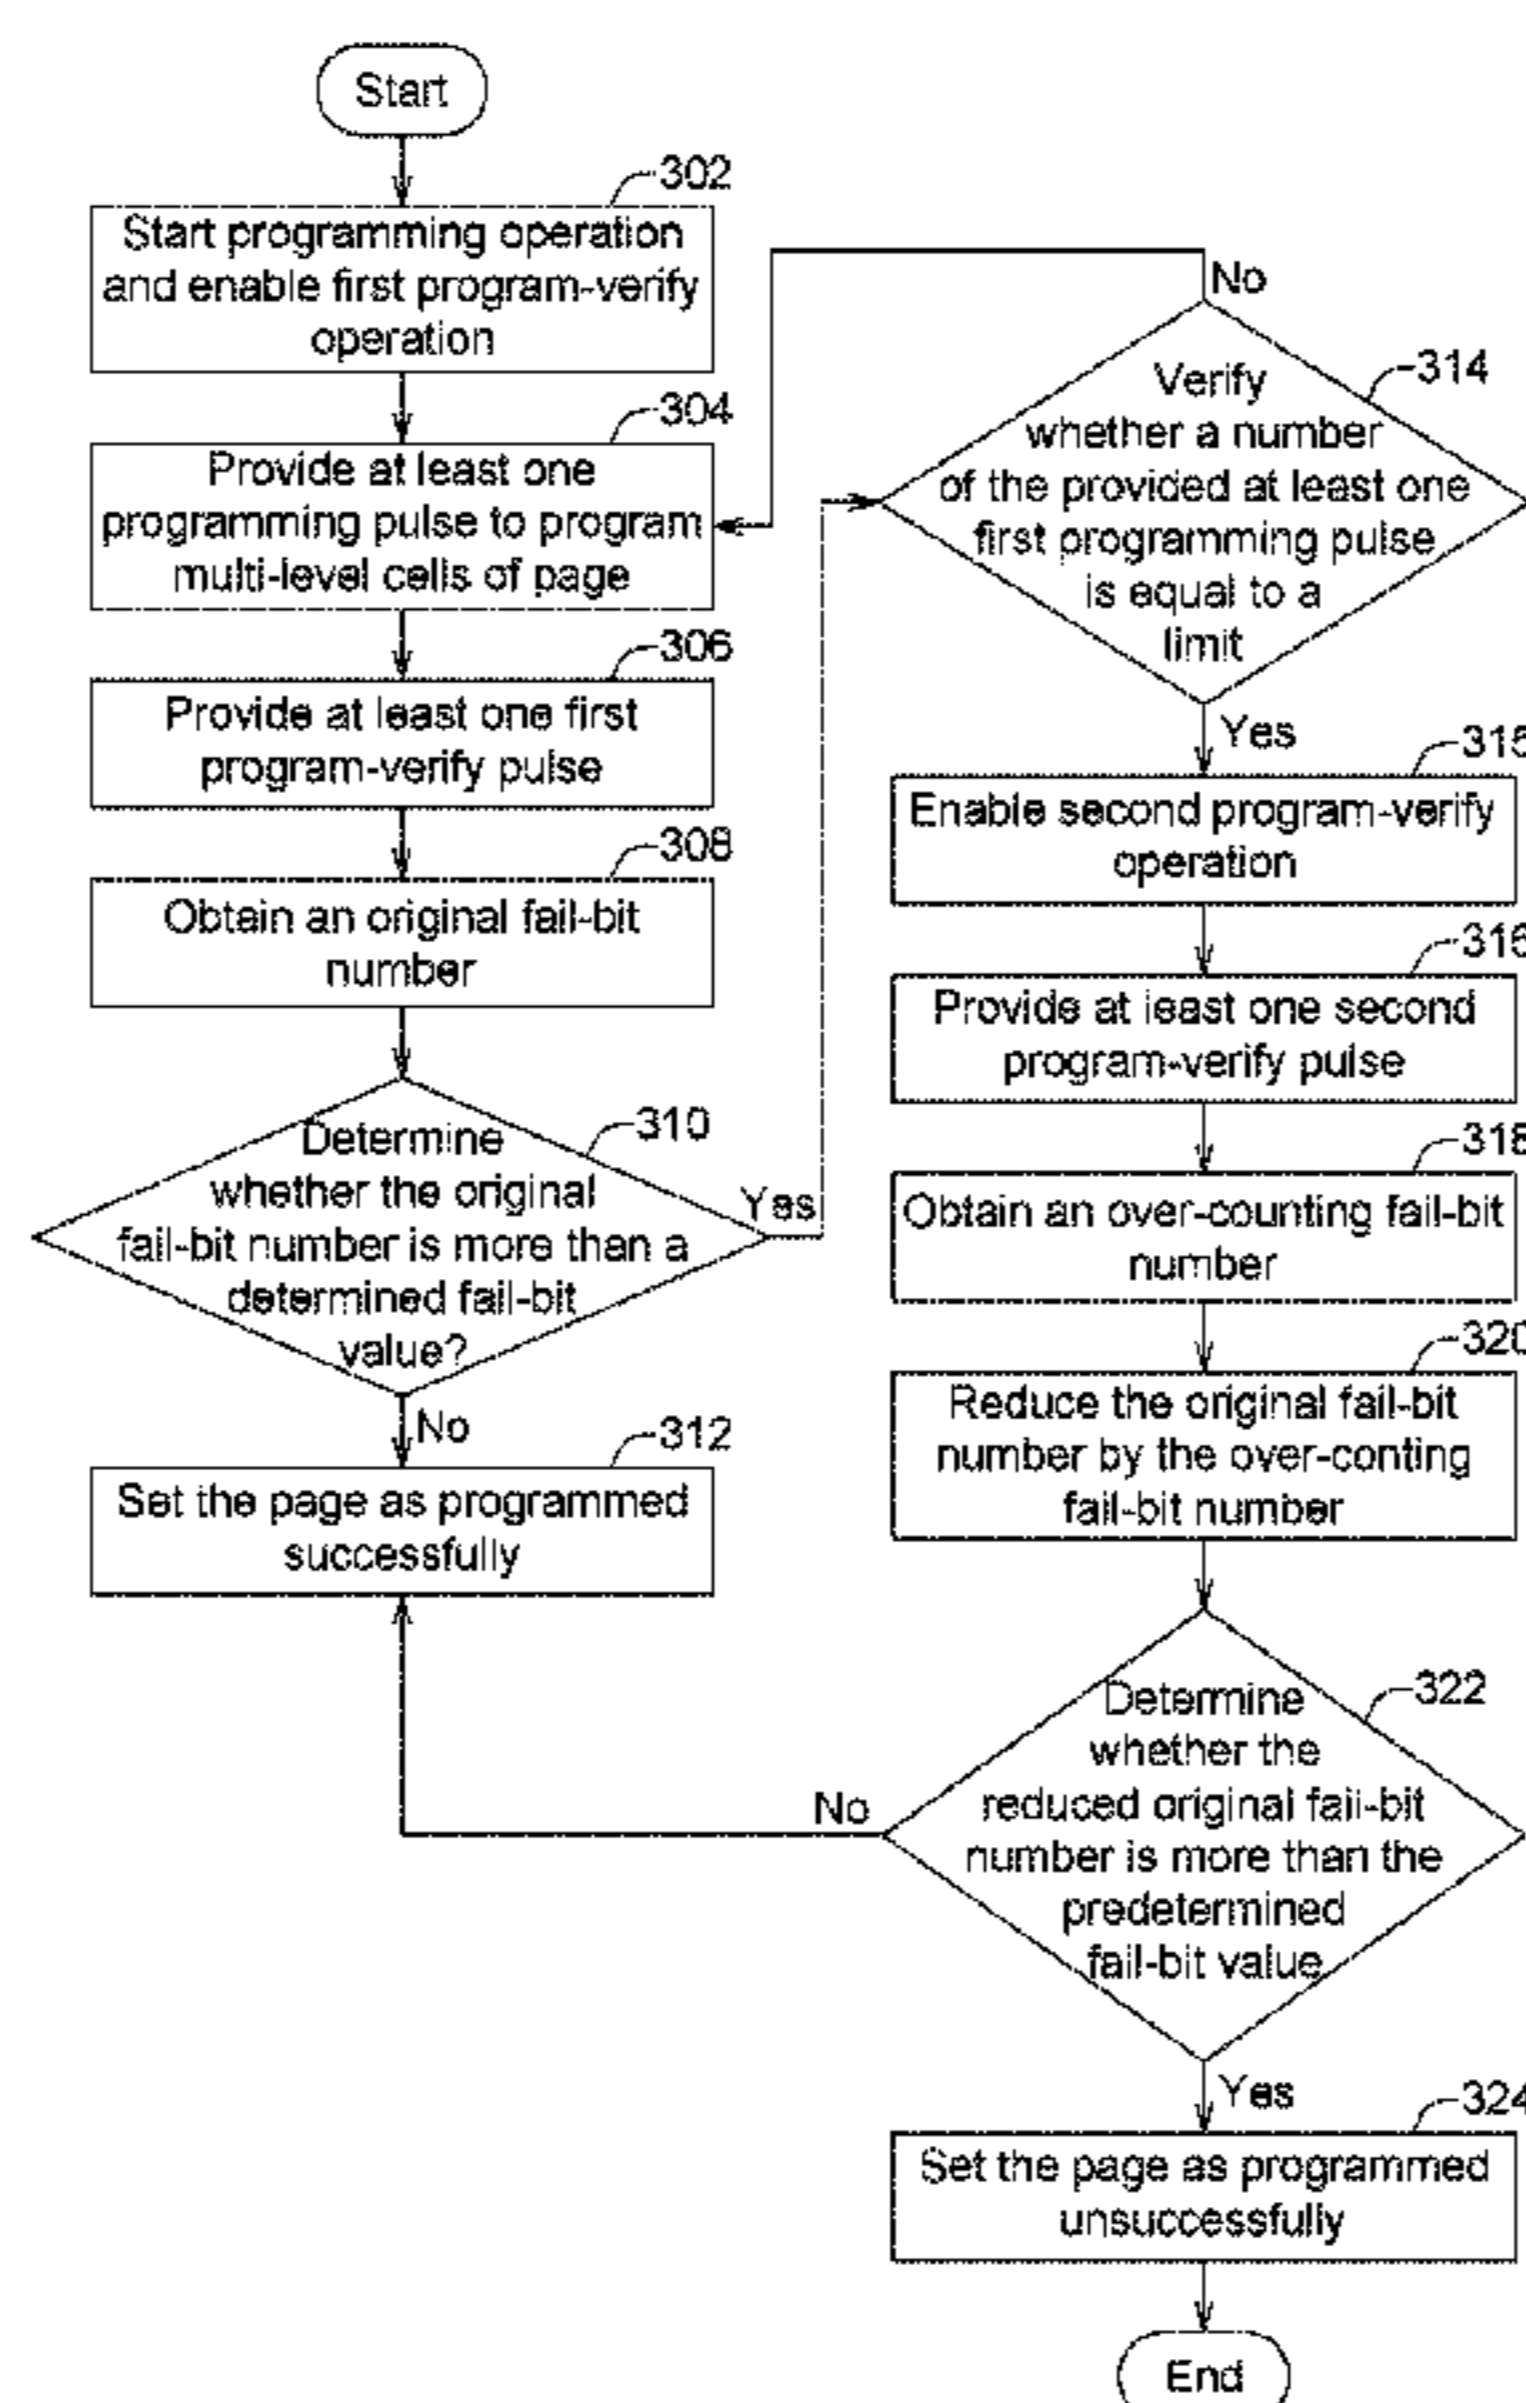 Start
302
Start programming operation
and enable first program-verify
operation
304
Provide at least one
programming pulse to program
multi-level cells of page
306
Provide at least one first
program-verify pulse
308
Obtain an original fail-bit
number
310
Determine
whether the original
fail-bit number is more than a
determined fail-bit
value?
Yes
No
312
Set the page as programmed
successfully
No
314
Verify
whether a number
of the provided at least one
first programming pulse
is equal to a
limit
Yes
315
Enable second program-verify
operation
316
Provide at least one second
program-verify pulse
318
Obtain an over-counting fail-bit
number
320
Reduce the original fail-bit
number by the over-conting
fail-bit number
322
Determine
whether the
reduced original fail-bit
number is more than the
predetermined
fail-bit value
No
Yes
324
Set the page as programmed
unsuccessfully
End